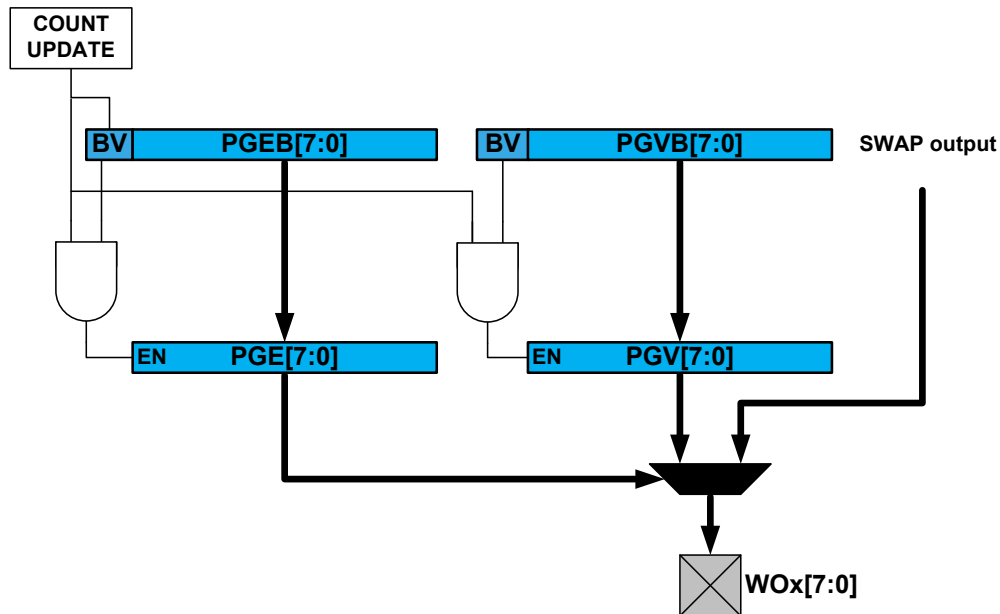 COUNT
UPDATE
BV PGEB[7:0]
BV PGVB[7:0]
SWAP output
EN PGE[7:0]
EN PGV[7:0]
WOx[7:0]